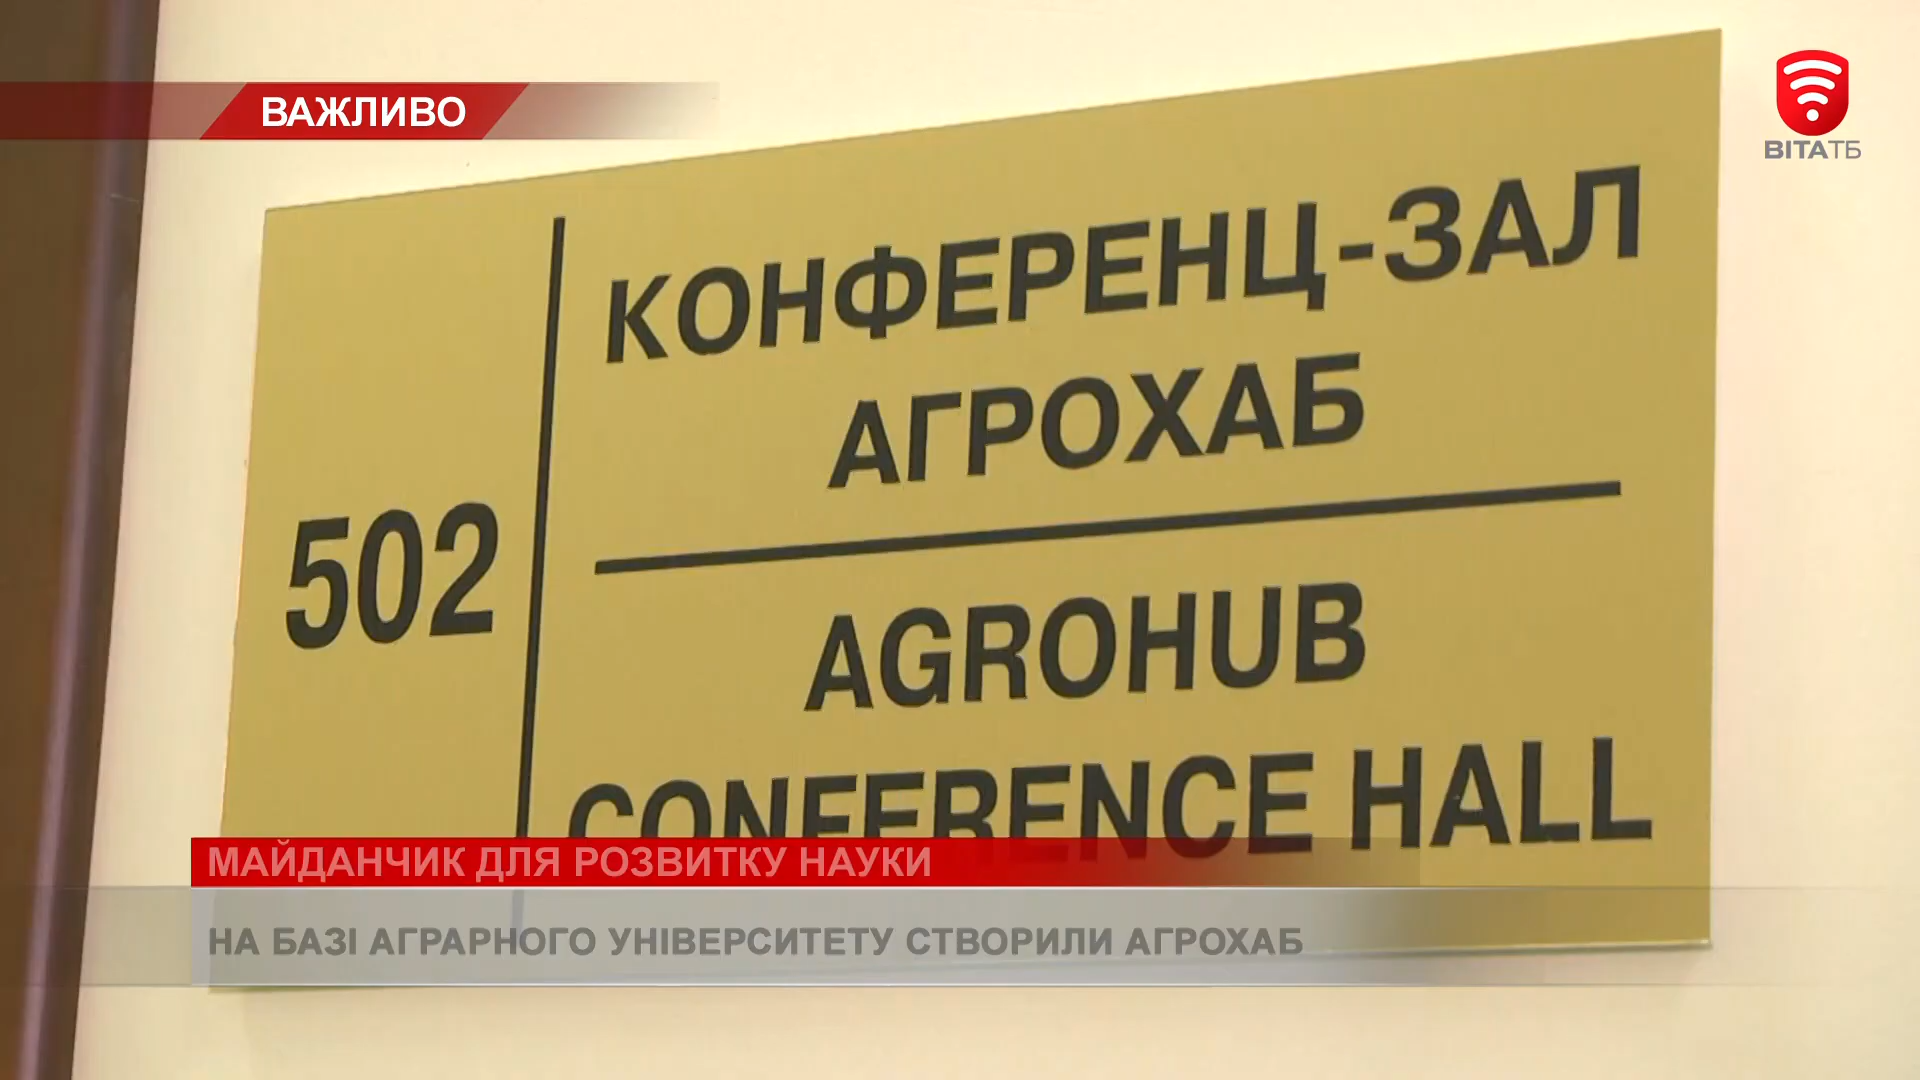 ВАЖЛИВО
ВІТАТБ
502
КОНФЕРЕНЦ-ЗАЛ
АГРОХАБ
AGROHUB
CONFERENCE HALL
МАЙДАНЧИК ДЛЯ РОЗВИТКУ НАУКИ
НА БАЗІ АГРАРНОГО УНІВЕРСИТЕТУ СТВОРИЛИ АГРОХАБ